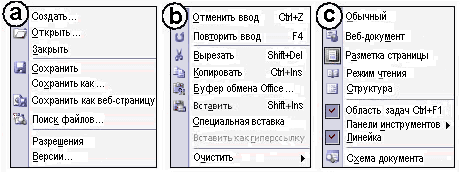 a
Создать...
Открыть...
Закрыть
Сохранить
Сохранить как...
Сохранить как веб-страницу
Поиск файлов...
Разрешения
Версии...
b
Отменить ввод Ctrl+Z
Повторить ввод F4
Вырезать Shift+Del
Копировать Ctrl+Ins
Буфер обмена Office...
Вставить Shift+Ins
Специальная вставка
Вставить как гиперссылку
Очистить
c
Обычный
Веб-документ
Разметка страницы
Режим чтения
Структура
Область задач Ctrl+F1
Панели инструментов
Линейка
Схема документа